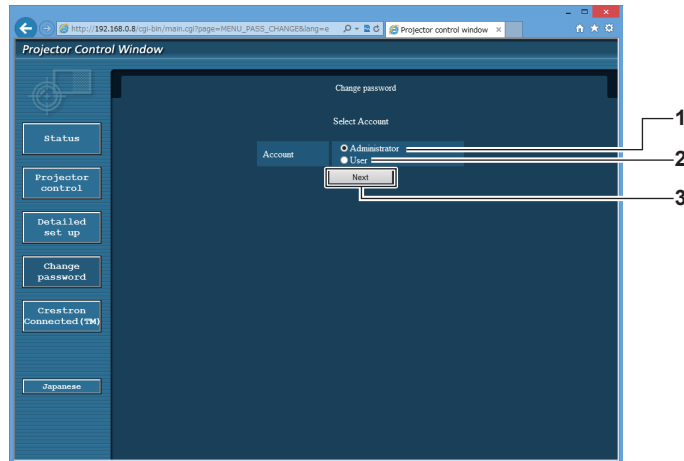 http://192.168.0.8/cgi-bin/main.cgi?page=MENU_PASS_CHANGE&lang=e
Projector control window
Projector Control Window
Change password
Select Account
Account
Administrator
User
Next
1
2
3
Status
Projector
control
Detailed
set up
Change
password
Crestron
Connected(TM)
Japanese